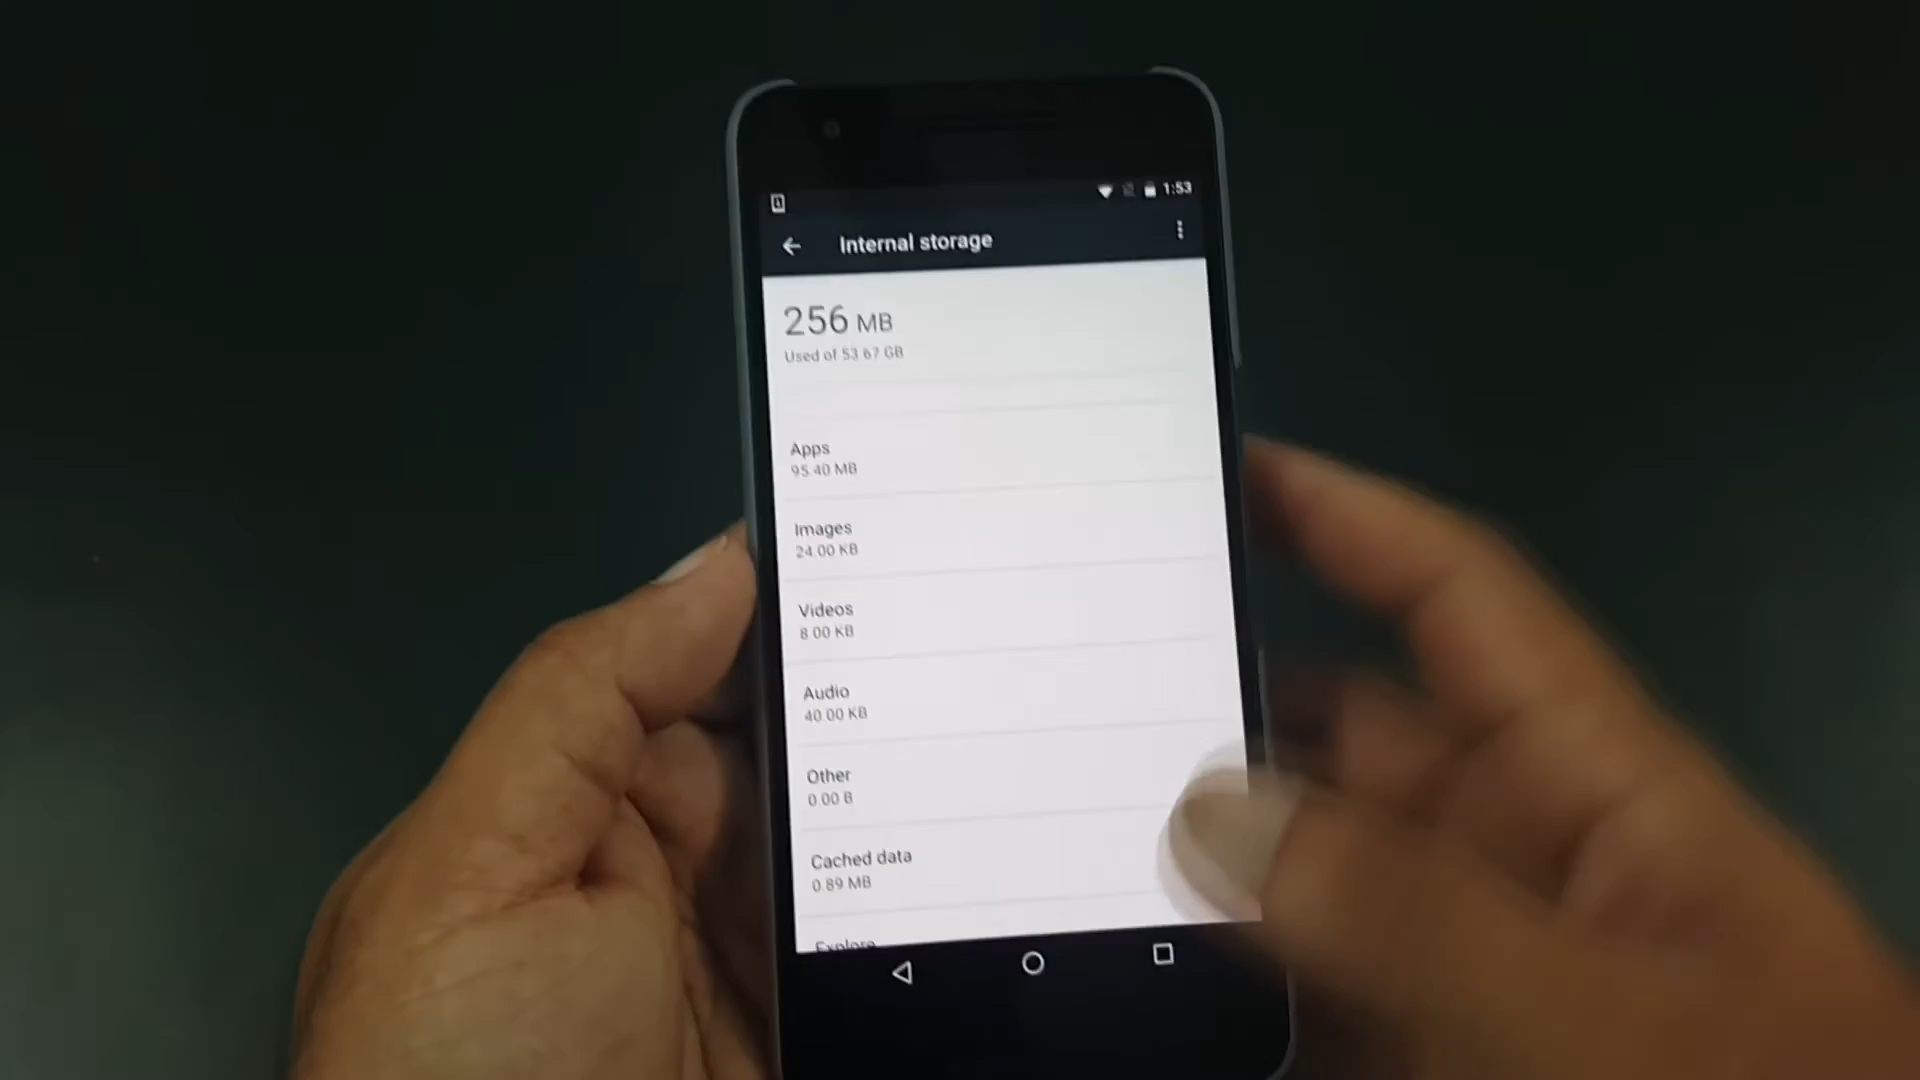 1:53
Internal storage
256 MB
Used of 53.67 GB
Apps
95.40 MB
Images
24.00 KB
Videos
8.00 KB
Audio
40.00 KB
Other
0.00 B
Cached data
0.89 MB
Explore